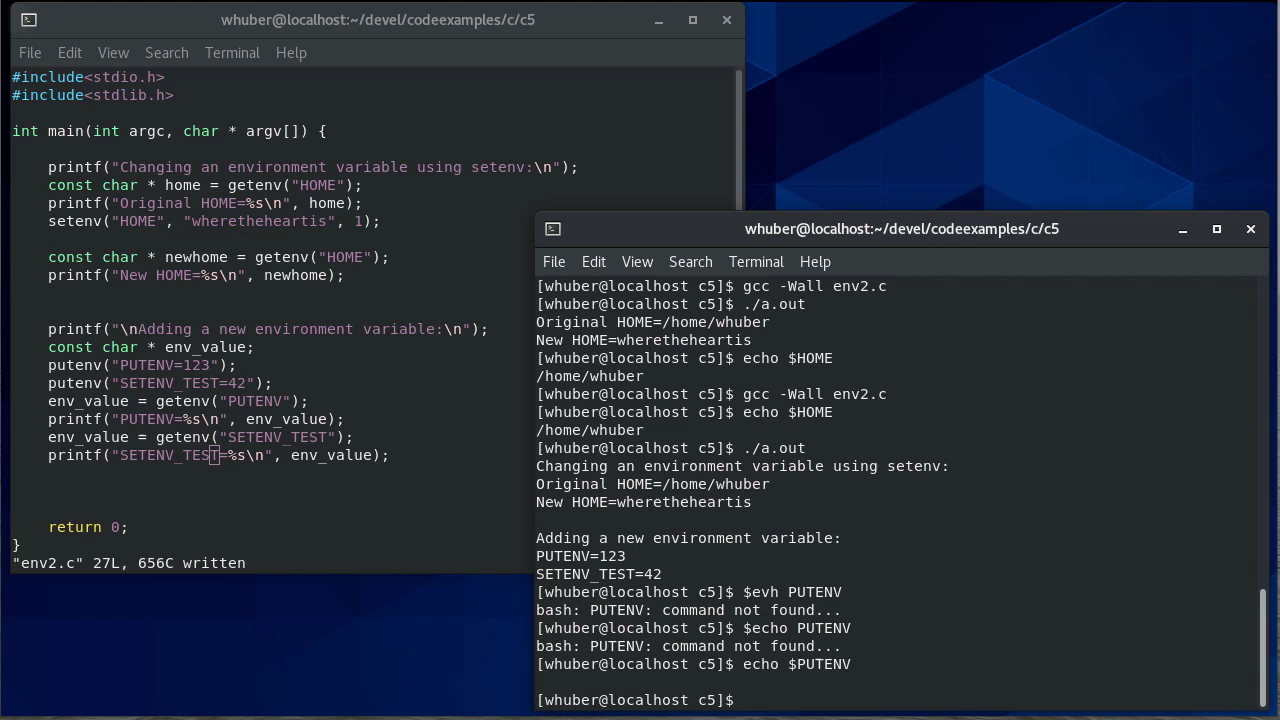 whuber@localhost:~/devel/codeexamples/c/c5
File Edit View Search Terminal Help
#include<stdio.h>
#include<stdlib.h>
int main(int argc, char * argv[]) {
printf("Changing an environment variable using setenv:\n");
const char * home = getenv("HOME");
printf("Original HOME=%s\n", home);
setenv("HOME", "wheretheheartis", 1);
const char * newhome = getenv("HOME");
printf("New HOME=%s\n", newhome);
printf("\nAdding a new environment variable:\n");
const char * env_value;
putenv("PUTENV=123");
putenv("SETENV_TEST=42");
env_value = getenv("PUTENV");
printf("PUTENV=%s\n", env_value);
env_value = getenv("SETENV_TEST");
printf("SETENV_TEST=%s\n", env_value);
return 0;
}
"env2.c" 27L, 656C written
whuber@localhost:~/devel/codeexamples/c/c5
File Edit View Search Terminal Help
[whuber@localhost c5]$ gcc -Wall env2.c
[whuber@localhost c5]$ ./a.out
Original HOME=/home/whuber
New HOME=wheretheheartis
[whuber@localhost c5]$ echo $HOME
/home/whuber
[whuber@localhost c5]$ gcc -Wall env2.c
[whuber@localhost c5]$ echo $HOME
/home/whuber
[whuber@localhost c5]$ ./a.out
Changing an environment variable using setenv:
Original HOME=/home/whuber
New HOME=wheretheheartis
Adding a new environment variable:
PUTENV=123
SETENV_TEST=42
[whuber@localhost c5]$ $evh PUTENV
bash: PUTENV: command not found...
[whuber@localhost c5]$ $echo PUTENV
bash: PUTENV: command not found...
[whuber@localhost c5]$ echo $PUTENV
[whuber@localhost c5]$